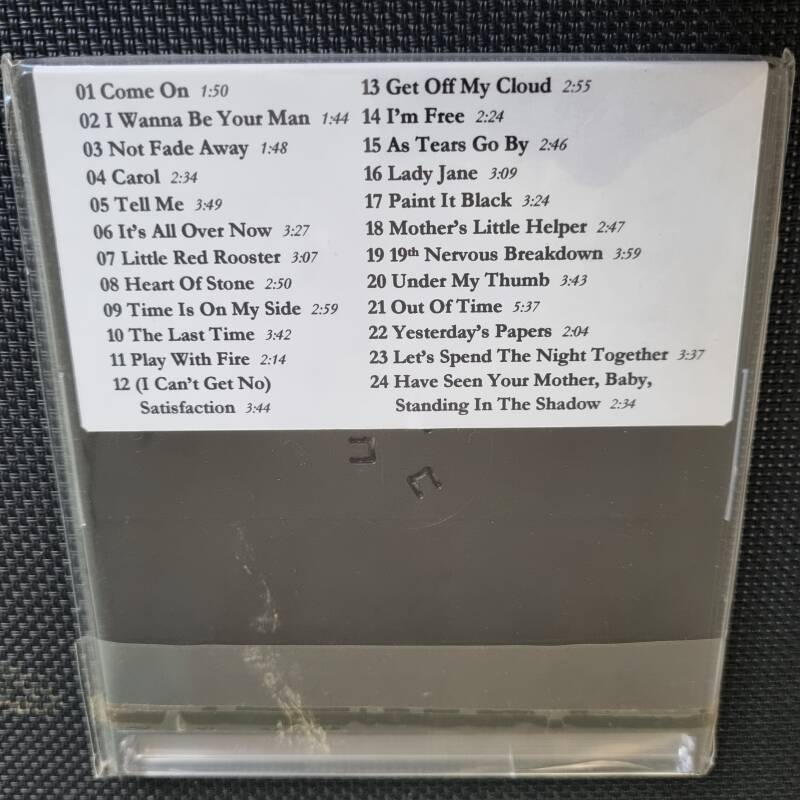 01 Come On 1:50
02 I Wanna Be Your Man 1:44
03 Not Fade Away 1:48
04 Carol 2:34
05 Tell Me 3:49
06 It's All Over Now 3:27
07 Little Red Rooster 3:07
08 Heart Of Stone 2:50
09 Time Is On My Side 2:59
10 The Last Time 3:42
11 Play With Fire 2:14
12 (I Can't Get No)
Satisfaction 3:44
13 Get Off My Cloud 2:55
14 I'm Free 2:24
15 As Tears Go By 2:46
16 Lady Jane 3:09
17 Paint It Black 3:24
18 Mother's Little Helper 2:47
19 19th Nervous Breakdown 3:59
20 Under My Thumb 3:43
21 Out Of Time 5:37
22 Yesterday's Papers 2:04
23 Let's Spend The Night Together 3:37
24 Have Seen Your Mother, Baby,
Standing In The Shadow 2:34